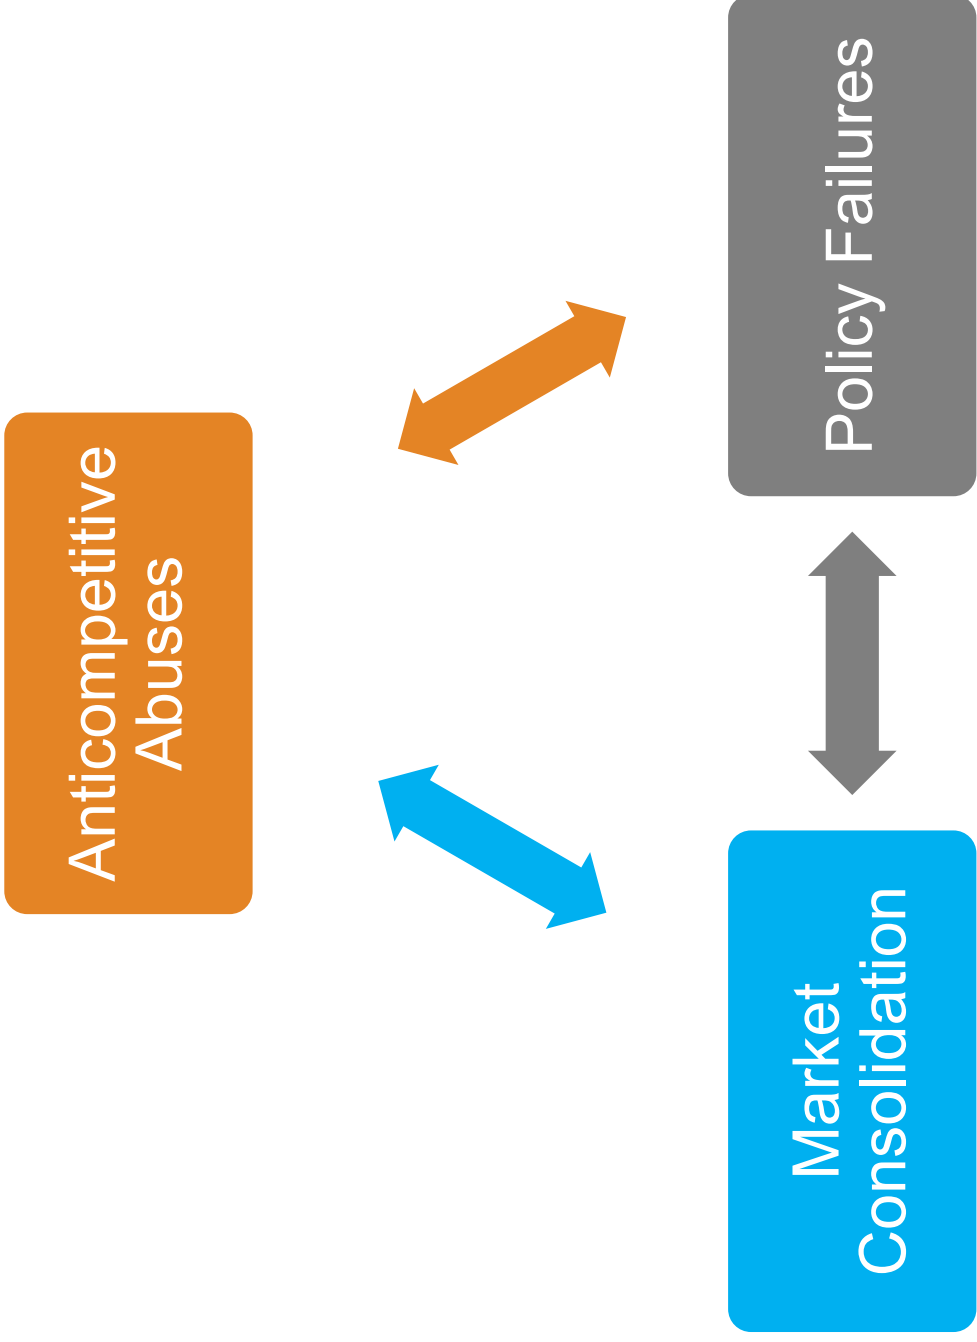 Anticompetitive
Abuses
Market
Consolidation
Policy Failures